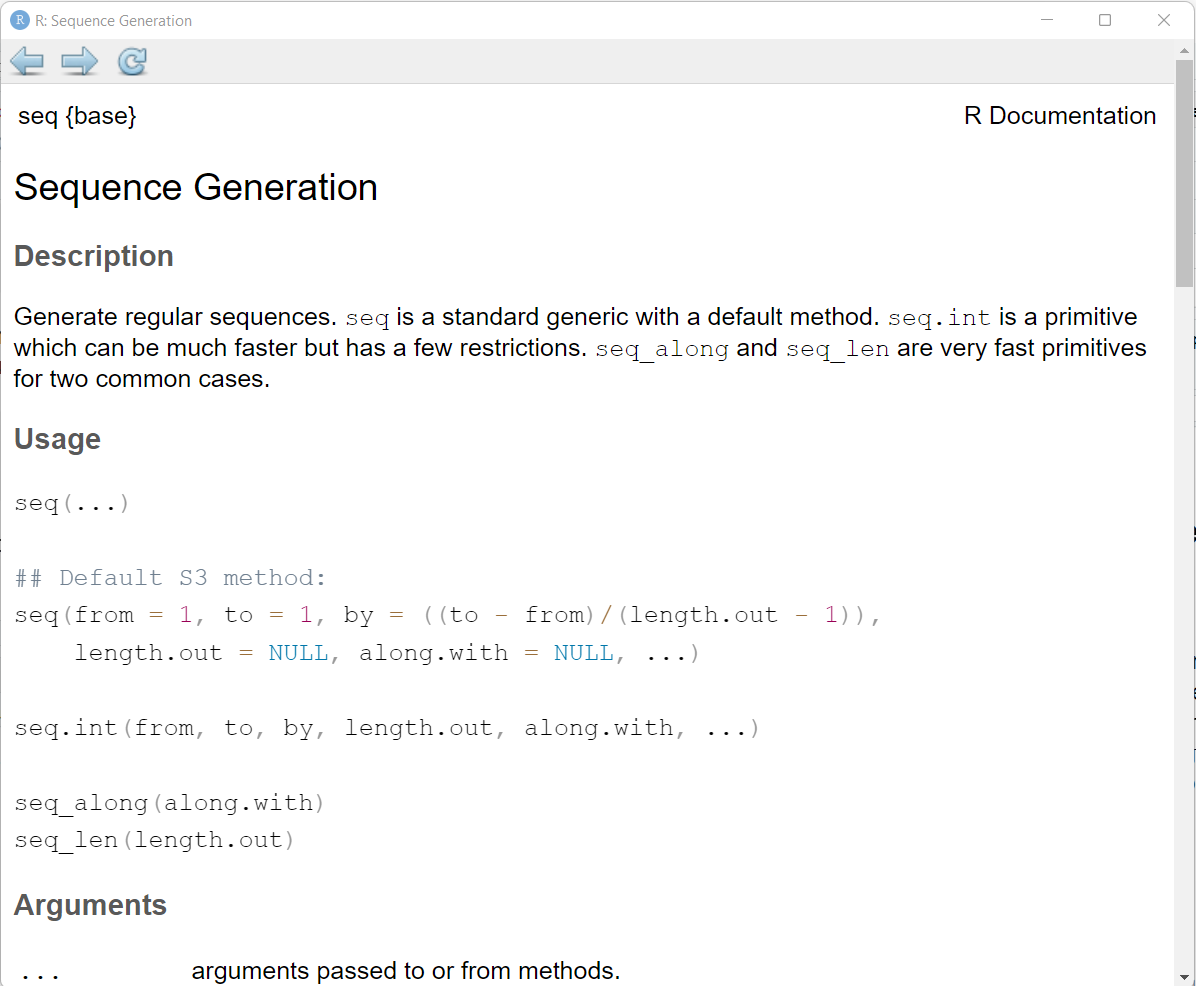 R R: Sequence Generation
seq {base} R Documentation
Sequence Generation
Description
Generate regular sequences. seq is a standard generic with a default method. seq.int is a primitive
which can be much faster but has a few restrictions. seq_along and seq_len are very fast primitives
for two common cases.
Usage
seq(...)
## Default S3 method:
seq(from = 1, to = 1, by = ((to - from)/(length.out - 1)),
    length.out = NULL, along.with = NULL, ...)
seq.int(from, to, by, length.out, along.with, ...)
seq_along(along.with)
seq_len(length.out)
Arguments
... arguments passed to or from methods.